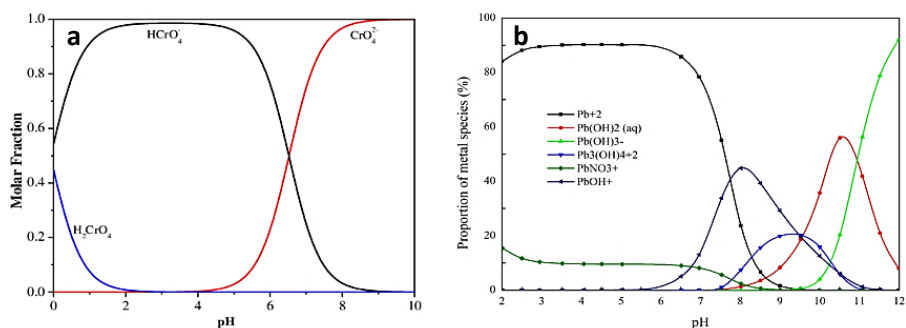 a
HCrO₄⁻
CrO₄²⁻
H₂CrO₄
Molar Fraction
1.0
0.8
0.6
0.4
0.2
0.0
0 2 4 6 8 10
pH
b
Pb+2
Pb(OH)2 (aq)
Pb(OH)3-
Pb3(OH)4+2
PbNO3+
PbOH+
Proportion of metal species (%)
100
80
60
40
20
0
2 3 4 5 6 7 8 9 10 11 12
pH